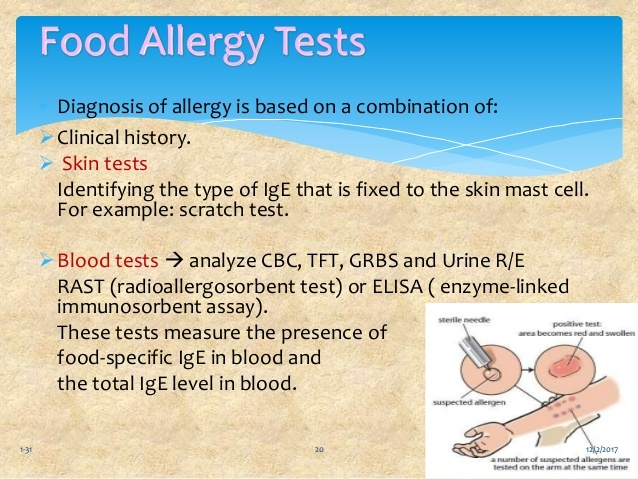 Food Allergy Tests
Diagnosis of allergy is based on a combination of:
Clinical history.
Skin tests
Identifying the type of IgE that is fixed to the skin mast cell.
For example: scratch test.
Blood tests → analyze CBC, TFT, GRBS and Urine R/E
RAST (radioallergosorbent test) or ELISA ( enzyme-linked
immunosorbent assay).
These tests measure the presence of
food-specific IgE in blood and
the total IgE level in blood.
sterile needle
positive test:
area becomes red and swollen
suspected allergen
a number of suspected allergens are
tested on the arm at the same time
1-31
20
12/2/2017